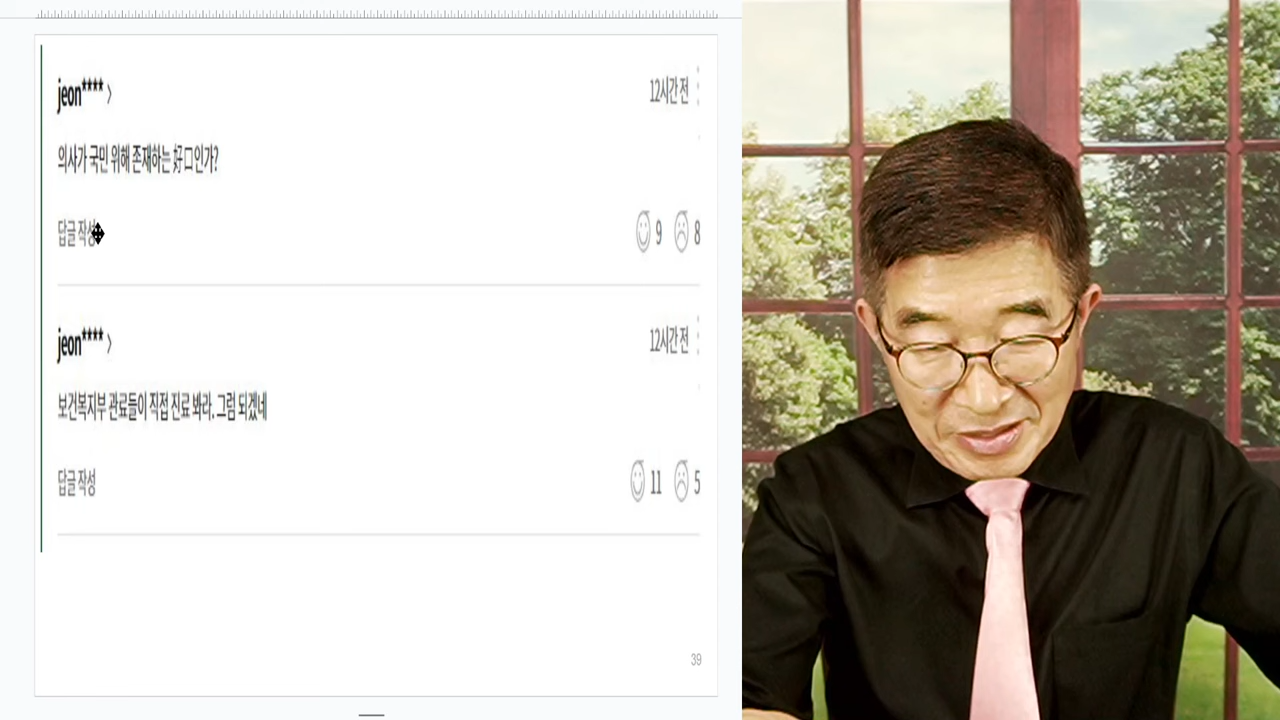 jeon**** 〉
12시간 전
의사가 국민 위해 존재하는 好口인가?
답글 작성
9
8
jeon**** 〉
12시간 전
보건복지부 관료들이 직접 진료 봐라. 그럼 되겠네
답글 작성
11
5
39